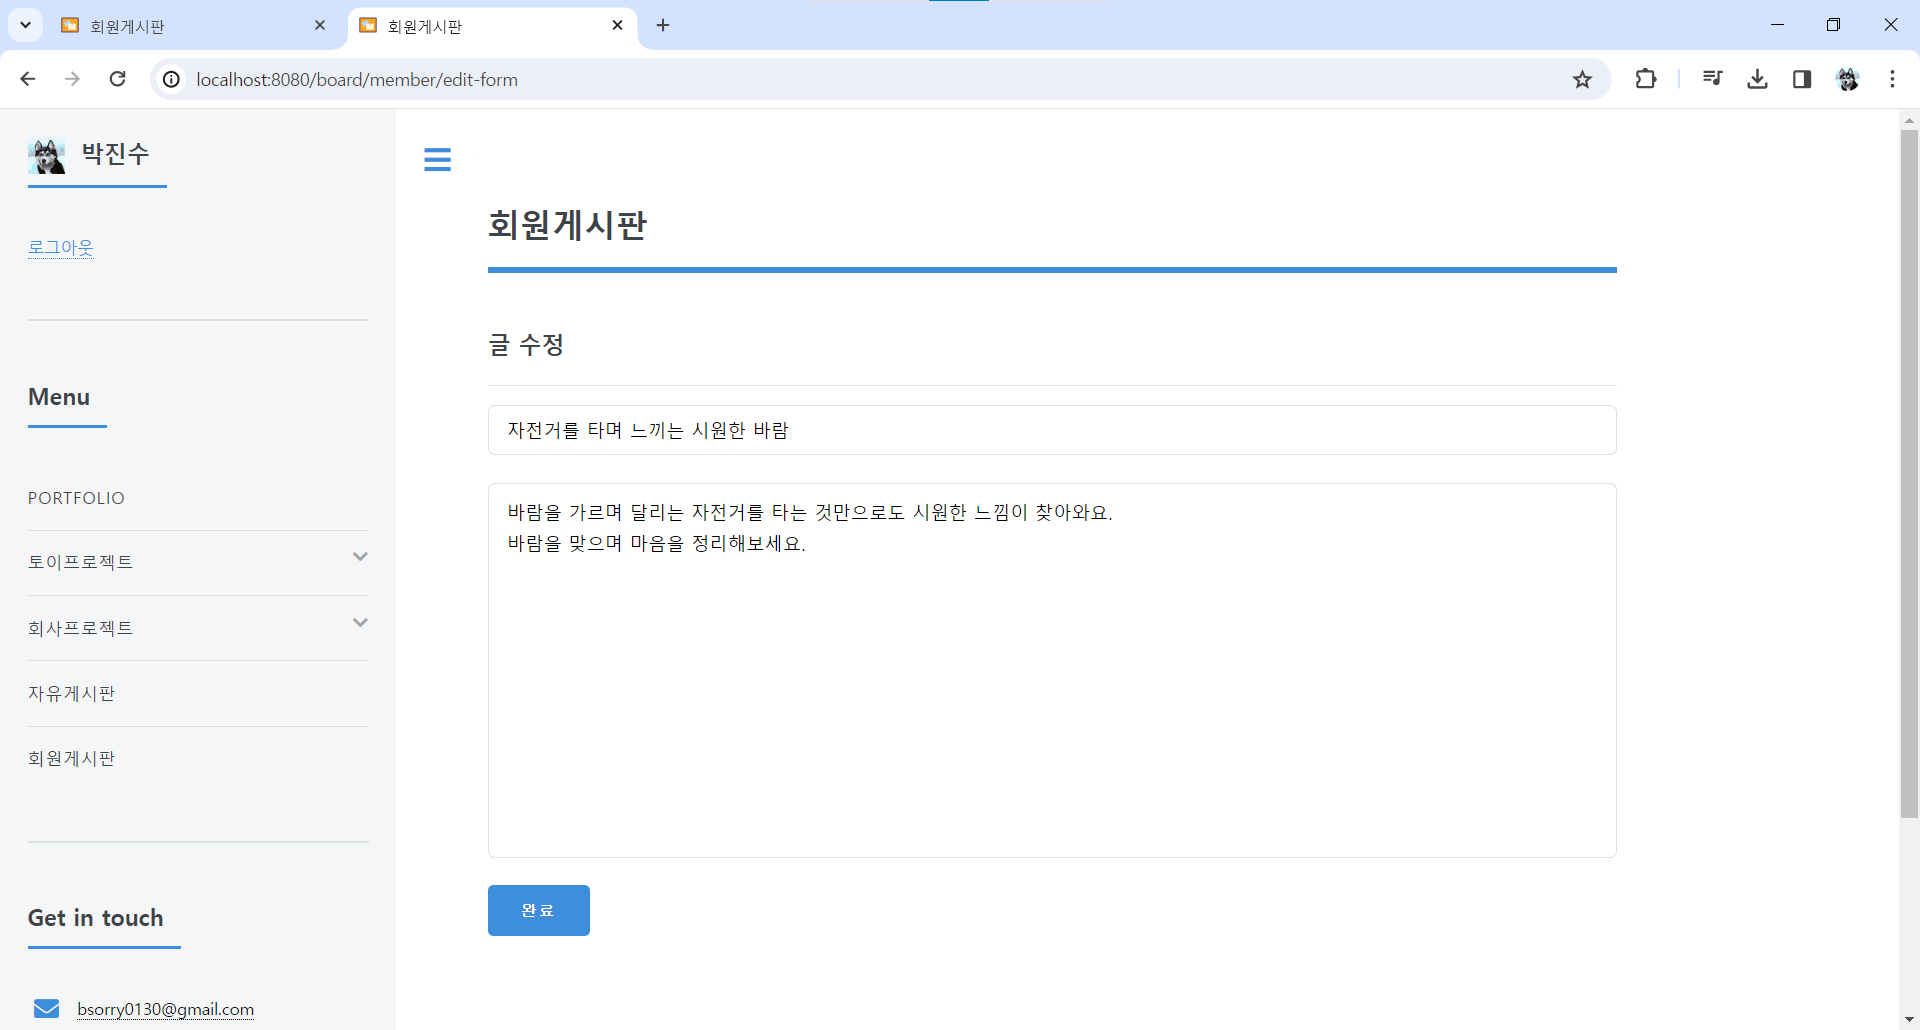 회원게시판
회원게시판
localhost:8080/board/member/edit-form
박진수
로그아웃
Menu
PORTFOLIO
토이프로젝트
회사프로젝트
자유게시판
회원게시판
Get in touch
bsorry0130@gmail.com
회원게시판
글 수정
자전거를 타며 느끼는 시원한 바람
바람을 가르며 달리는 자전거를 타는 것만으로도 시원한 느낌이 찾아와요.
바람을 맞으며 마음을 정리해보세요.
완료